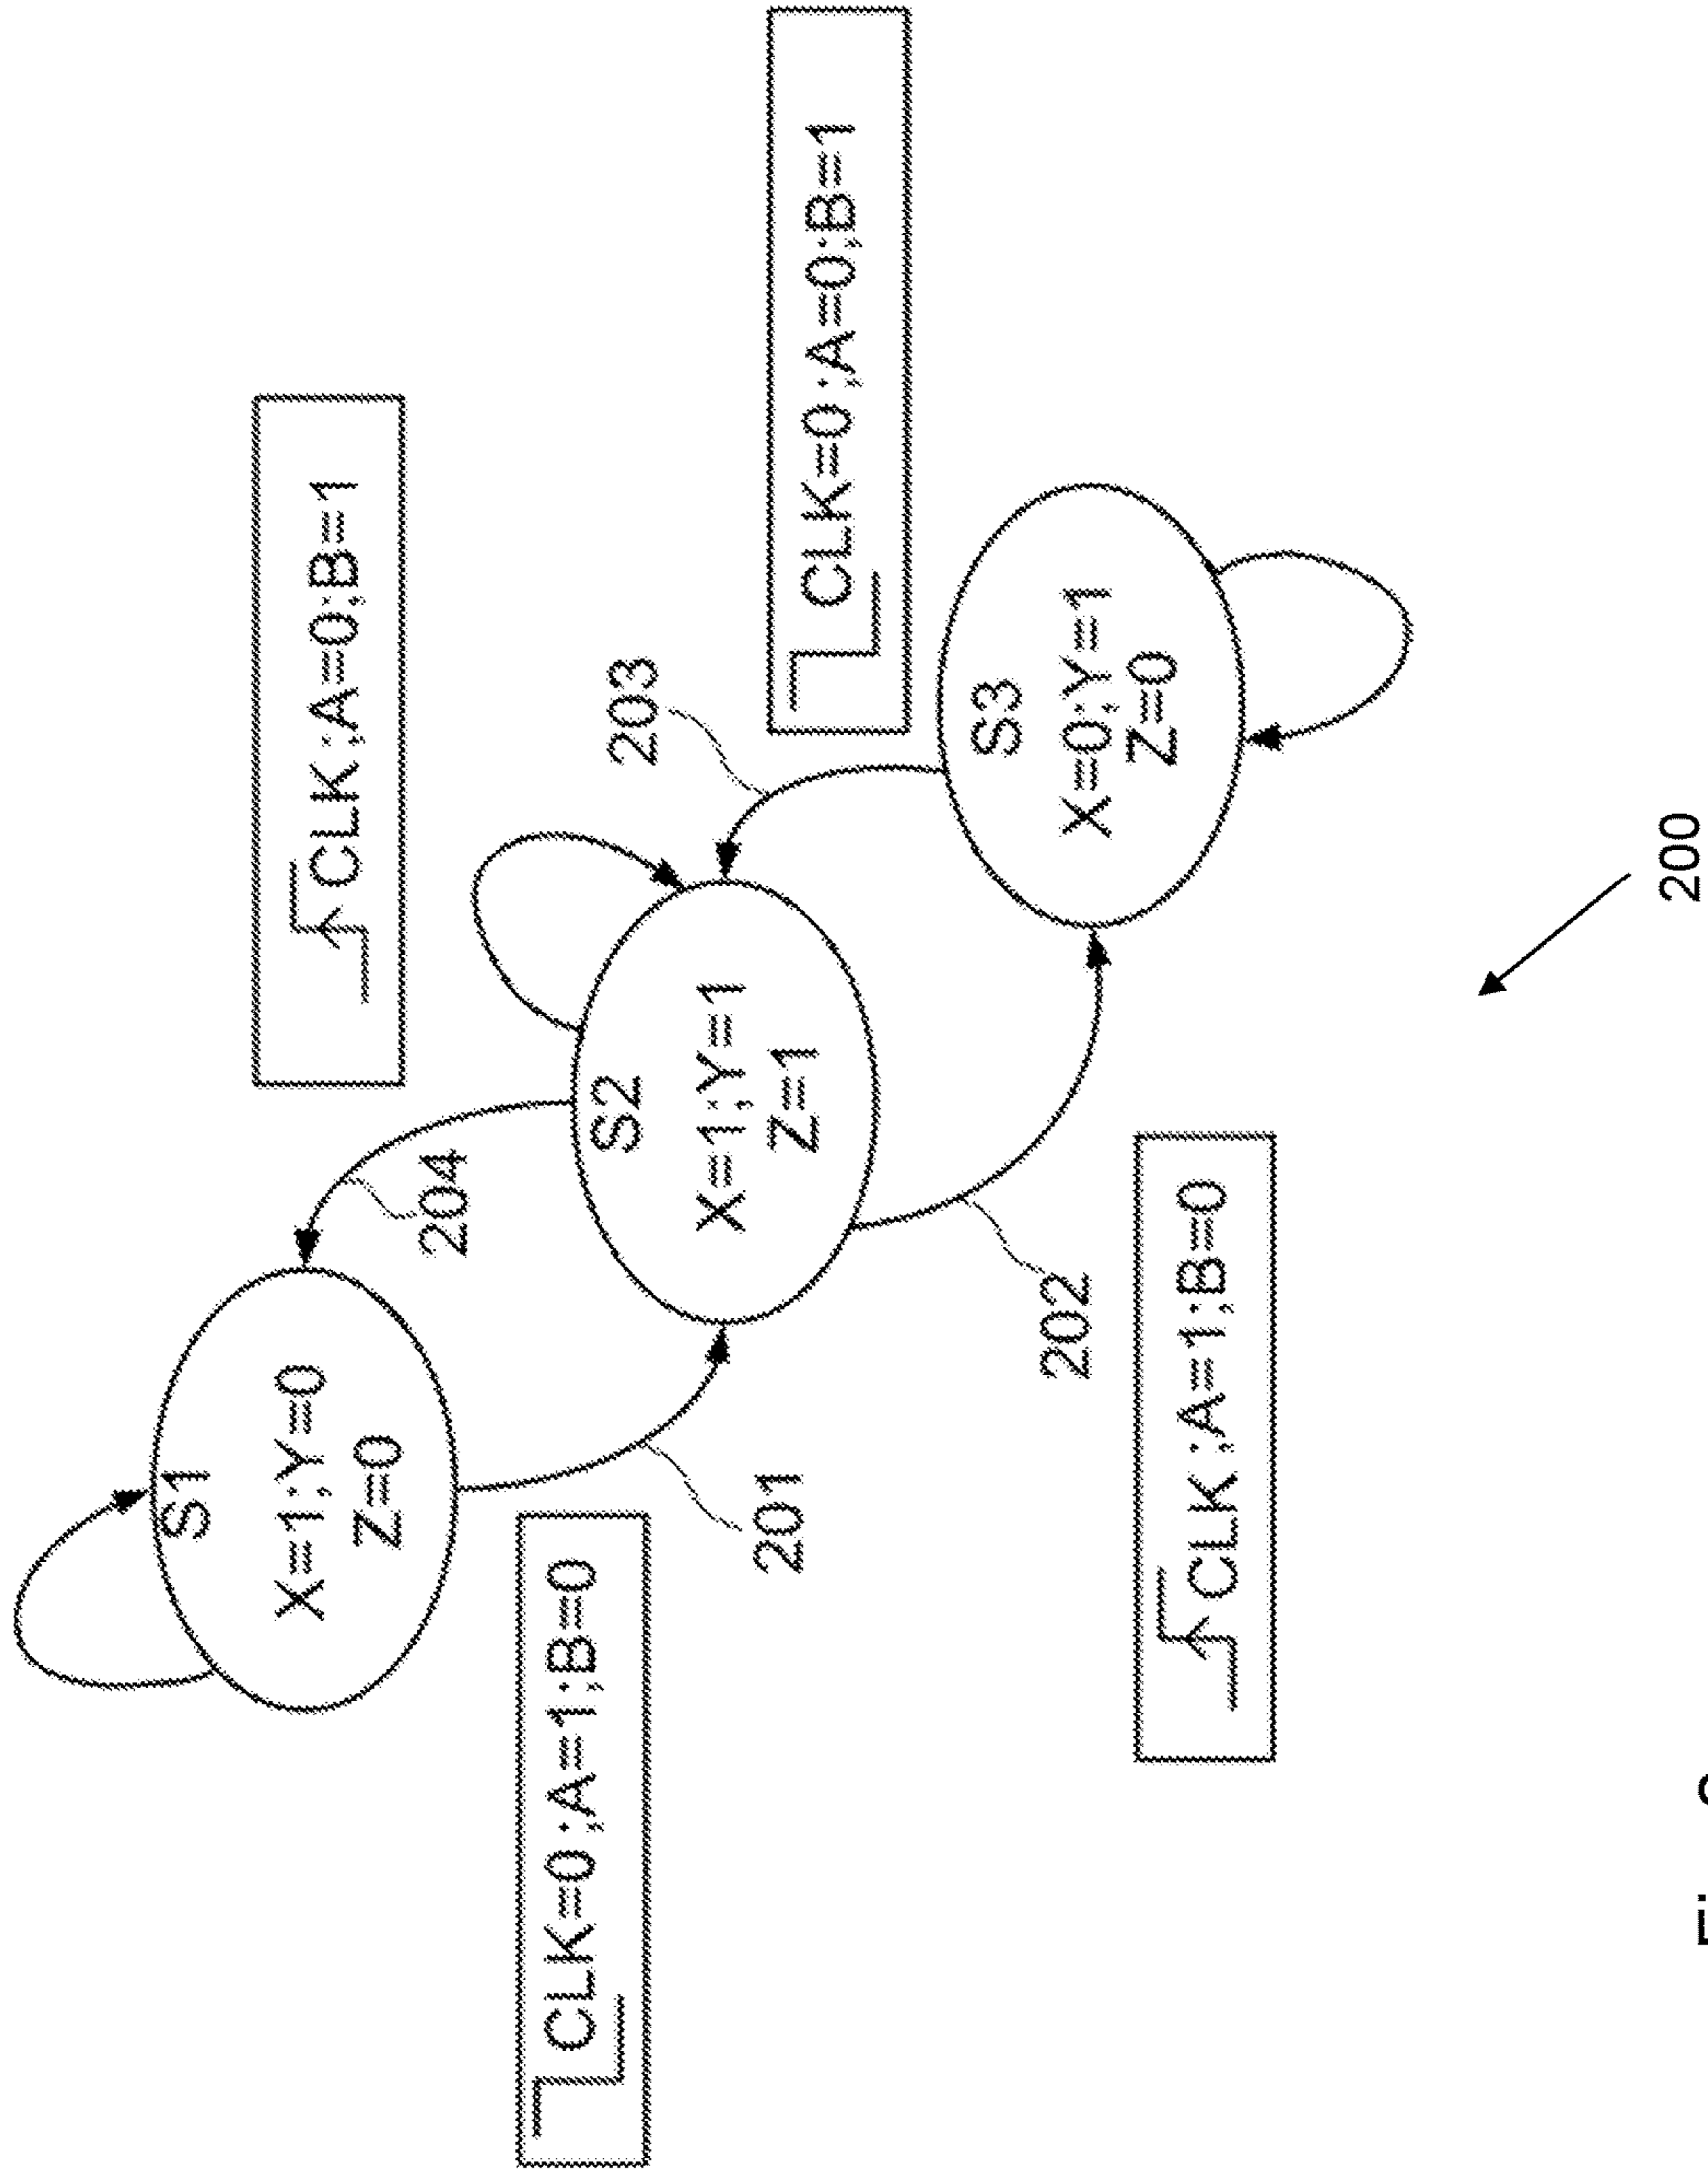 S1
X=1;Y=0
Z=0
CLK;A=0;B=1
204
CLK=0;A=1;B=0
201
S2
X=1;Y=1
Z=1
203
CLK=0;A=0;B=1
S3
X=0;Y=1
Z=0
202
CLK;A=1;B=0
200